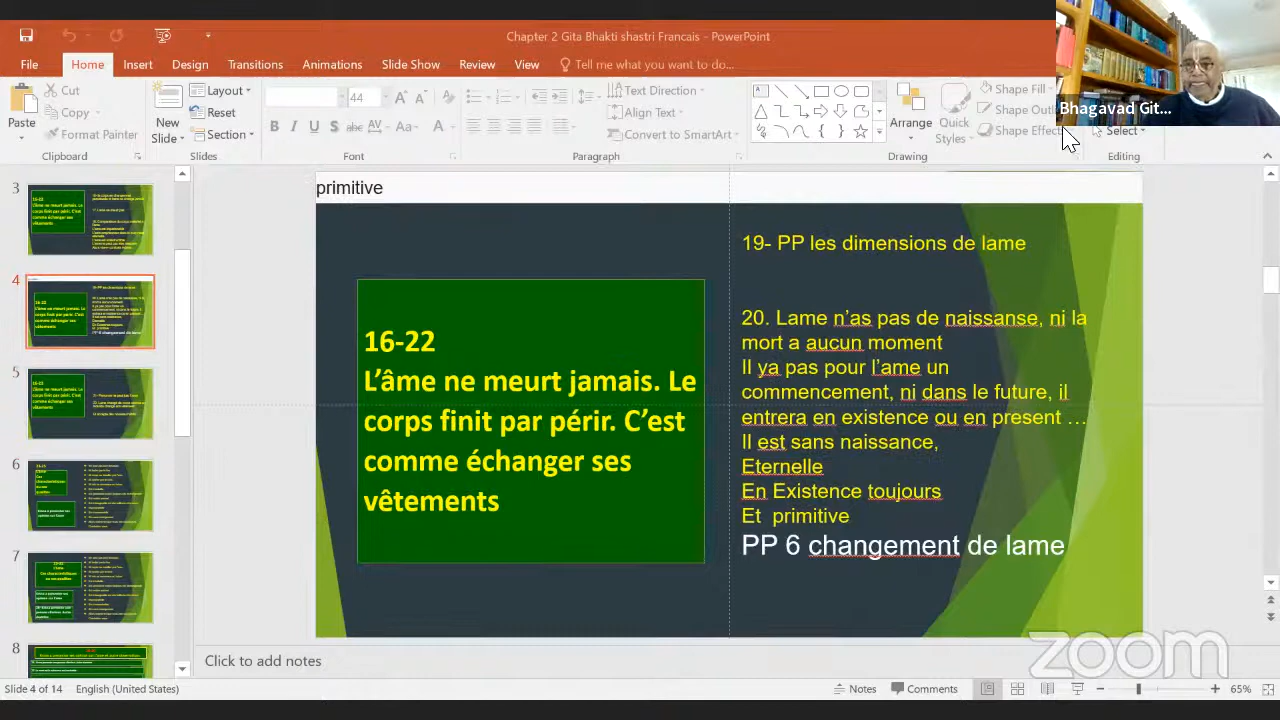 Chapter 2 Gita Bhakti shastri Francais - PowerPoint
File Home Insert Design Transitions Animations Slide Show Review View Tell me what you want to do...
Bhagavad Git...
Paste
Cut
Copy
Format Painter
Clipboard
New Slide
Layout
Reset
Section
Slides
44
Font
Text Direction
Align Text
Convert to SmartArt
Paragraph
Arrange
Quick Styles
Shape Fill
Shape Out
Shape Effect
Drawing
Select
Editing
3
4
5
6
7
8
primitive
16-22
L’âme ne meurt jamais. Le
corps finit par périr. C’est
comme échanger ses
vêtements
19- PP les dimensions de lame
20. Lame n’as pas de naissanse, ni la
mort a aucun moment
Il ya pas pour l’ame un
commencement, ni dans le future, il
entrera en existence ou en present …
Il est sans naissance,
Eternelle
En Existence toujours
Et primitive
PP 6 changement de lame
Click to add notes
zoom
Slide 4 of 14 English (United States) Notes Comments 65%